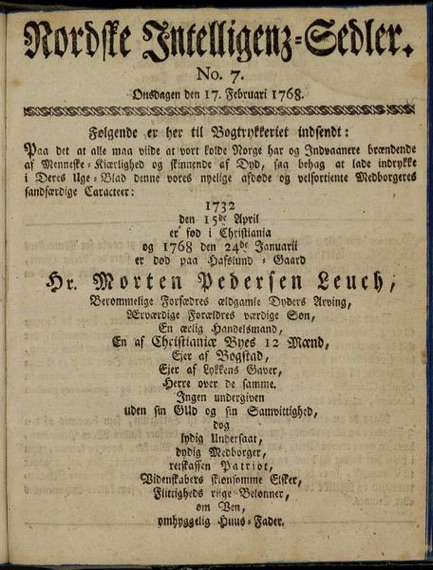 Nordske Intelligenz-Sedler.
No. 7.
Onsdagen den 17. Februari 1768.
Følgende er her til Bogtrykkeriet indsendt:
Paa det at alle maa vilde at vort kolde Norge har og Indvaanere brændende
af Menneske-Kiærlighed og skinnende af Dyd, saa behag at lade indrykke
i Deres Uge-Blad denne vores nyelige afdøde og velfortiente Medborgeres
sandfærdige Caracteer:
1732
den 15de April
er fød i Christiania
og 1768 den 24de Januarii
er død paa Hafslund-Gaard
Hr. Morten Pedersen Leuch,
Berømmelige Forfædres ældgamle Dyders Arving,
Ærværdige Forældres værdige Søn,
En ærlig Handelsmand,
En af Christianiæ Byes 12 Mænd,
Ejer af Bogstad,
Ejer af Lykkens Gaver,
Herre over de samme.
Ingen undergiven
uden sin GUd og sin Samvittighed,
dog
lydig Undersaat,
dydig Medborger,
retskaffen Patriot,
Videnskabers skiønsomme Elsker,
Flittigheds riige Belønner,
øm Ven,
omhyggelig Huus-Fader.